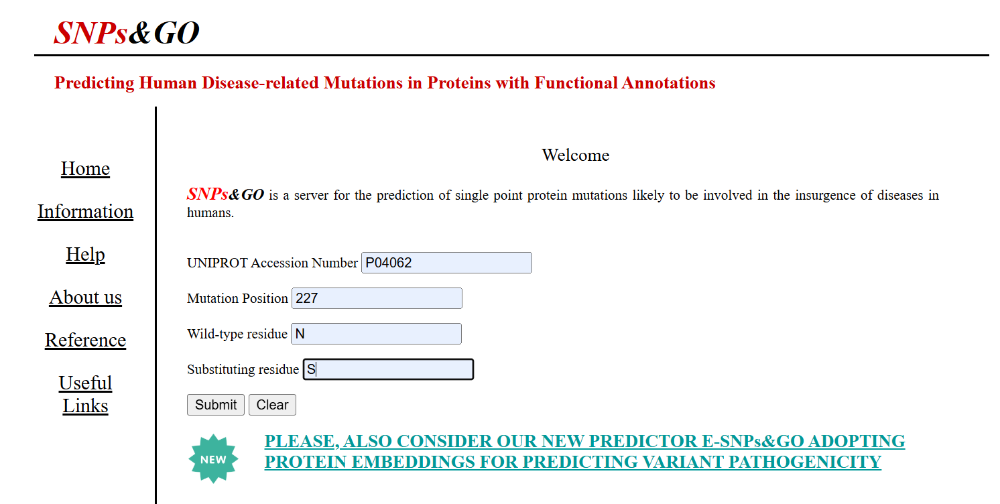 SNPs&GO
Predicting Human Disease-related Mutations in Proteins with Functional Annotations
Home
Information
Help
About us
Reference
Useful
Links
Welcome
SNPs&GO is a server for the prediction of single point protein mutations likely to be involved in the insurgence of diseases in
humans.
UNIPROT Accession Number P04062
Mutation Position 227
Wild-type residue N
Substituting residue S
Submit Clear
NEW
PLEASE, ALSO CONSIDER OUR NEW PREDICTOR E-SNPs&GO ADOPTING
PROTEIN EMBEDDINGS FOR PREDICTING VARIANT PATHOGENICITY